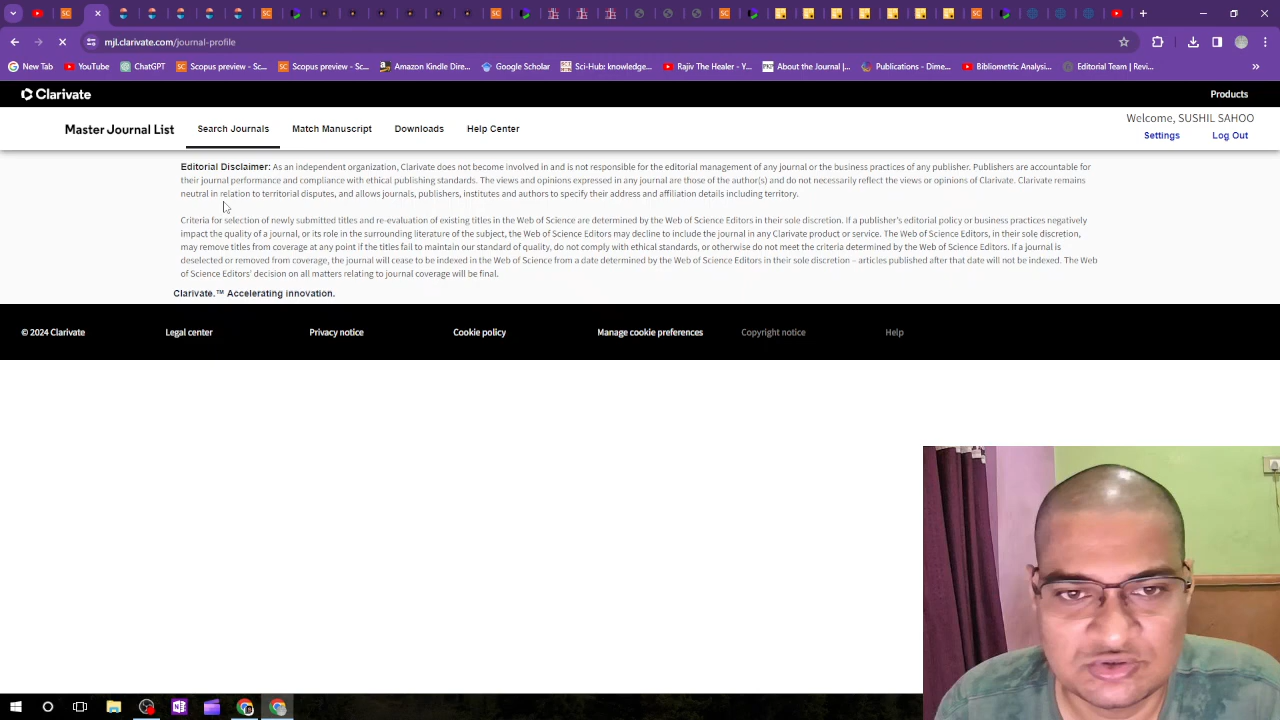 mjl.clarivate.com/journal-profile
New Tab
YouTube
ChatGPT
Scopus preview - Sc...
Scopus preview - Sc...
Amazon Kindle Dire...
Google Scholar
Sci-Hub: knowledge...
Rajiv The Healer - Y...
About the Journal |...
Publications - Dime...
Bibliometric Analysi...
Editorial Team | Revi...
Clarivate
Products
Master Journal List
Search Journals
Match Manuscript
Downloads
Help Center
Welcome, SUSHIL SAHOO
Settings
Log Out
Editorial Disclaimer: As an independent organization, Clarivate does not become involved in and is not responsible for the editorial management of any journal or the business practices of any publisher. Publishers are accountable for
their journal performance and compliance with ethical publishing standards. The views and opinions expressed in any journal are those of the author(s) and do not necessarily reflect the views or opinions of Clarivate. Clarivate remains
neutral in relation to territorial disputes, and allows journals, publishers, institutes and authors to specify their address and affiliation details including territory.
Criteria for selection of newly submitted titles and re-evaluation of existing titles in the Web of Science are determined by the Web of Science Editors in their sole discretion. If a publisher's editorial policy or business practices negatively
impact the quality of a journal, or its role in the surrounding literature of the subject, the Web of Science Editors may decline to include the journal in any Clarivate product or service. The Web of Science Editors, in their sole discretion,
may remove titles from coverage at any point if the titles fail to maintain our standard of quality, do not comply with ethical standards, or otherwise do not meet the criteria determined by the Web of Science Editors. If a journal is
deselected or removed from coverage, the journal will cease to be indexed in the Web of Science from a date determined by the Web of Science Editors in their sole discretion – articles published after that date will not be indexed. The Web
of Science Editors' decision on all matters relating to journal coverage will be final.
Clarivate.™ Accelerating innovation.
© 2024 Clarivate
Legal center
Privacy notice
Cookie policy
Manage cookie preferences
Copyright notice
Help